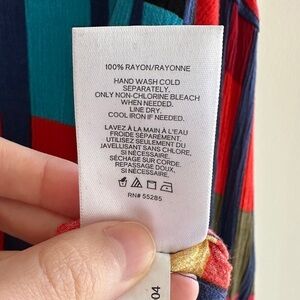 100% RAYON/RAYONNE
HAND WASH COLD
SEPARATELY.
ONLY NON-CHLORINE BLEACH
WHEN NEEDED.
LINE DRY.
COOL IRON IF NEEDED.
LAVEZ À LA MAIN À L'EAU
FROIDE SÉPARÉMENT.
UTILISEZ SEULEMENT DU
JAVELLISANT SANS CHLORE,
SI NÉCESSAIRE.
SÉCHAGE SUR CORDE.
REPASSAGE DOUX,
SI NÉCESSAIRE.
RN# 55285
04